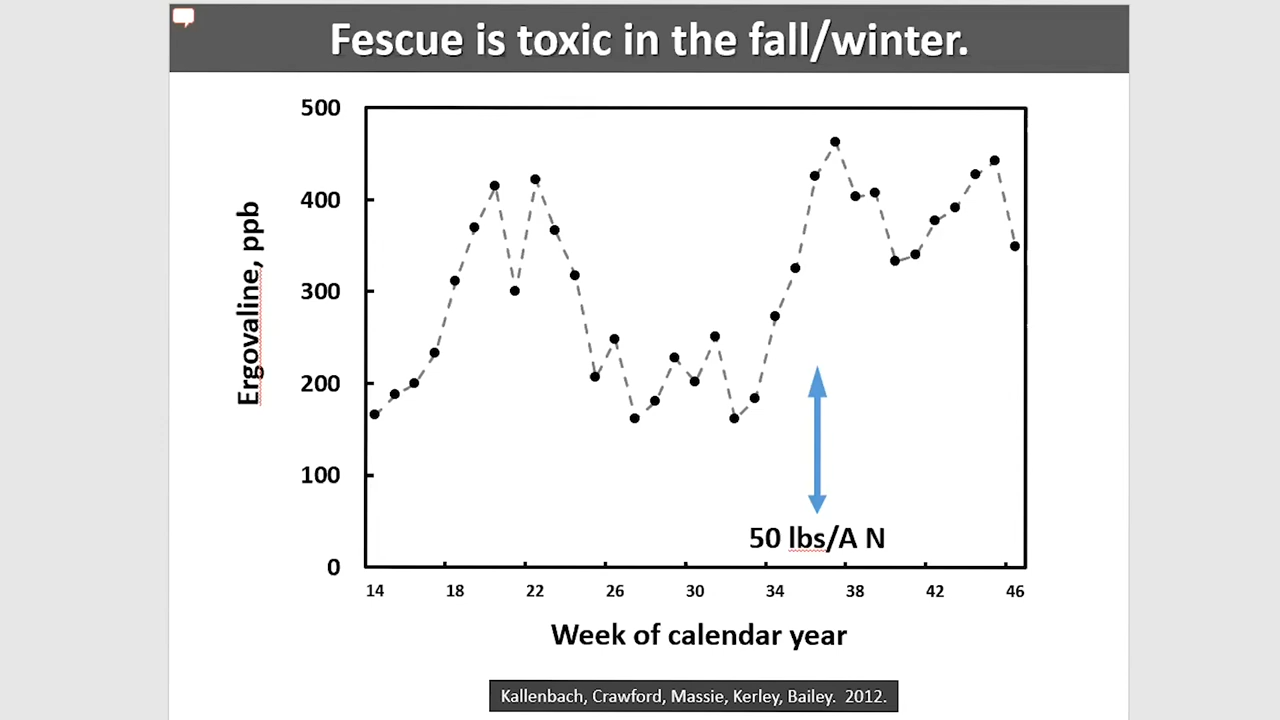 Fescue is toxic in the fall/winter.
500
400
300
200
100
0
Ergovaline, ppb
50 lbs/A N
14 18 22 26 30 34 38 42 46
Week of calendar year
Kallenbach, Crawford, Massie, Kerley, Bailey. 2012.